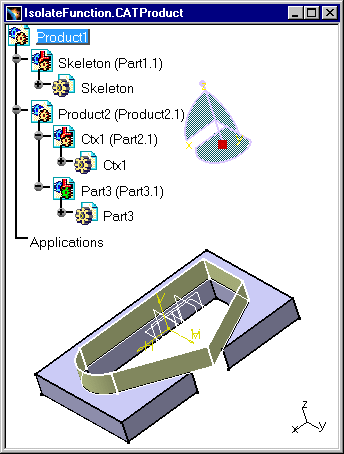 IsolateFunction.CATProduct
Product1
Skeleton (Part1.1)
Skeleton
Product2 (Product2.1)
Ctx1 (Part2.1)
Ctx1
Part3 (Part3.1)
Part3
Applications
z
x
y